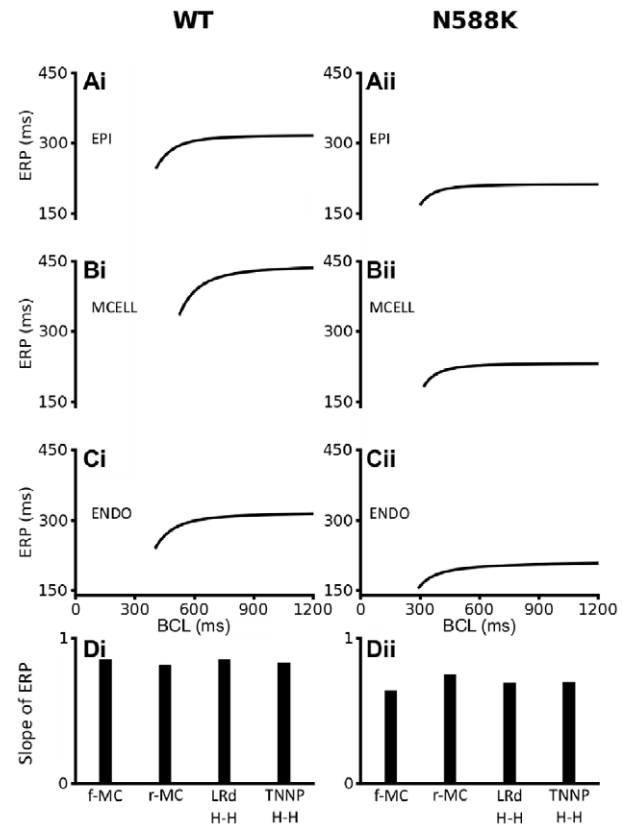 WT N588K
Ai Aii
450 450
EPI EPI
300 300
ERP (ms)
150 150
Bi Bii
450 450
MCELL MCELL
300 300
ERP (ms)
150 150
Ci Cii
450 450
ENDO ENDO
300 300
ERP (ms)
150 150
0 300 600 900 1200 0 300 600 900 1200
BCL (ms) BCL (ms)
1 Di 1 Dii
Slope of ERP
0 0
f-MC r-MC LRd TNNP f-MC r-MC LRd TNNP
H-H H-H H-H H-H